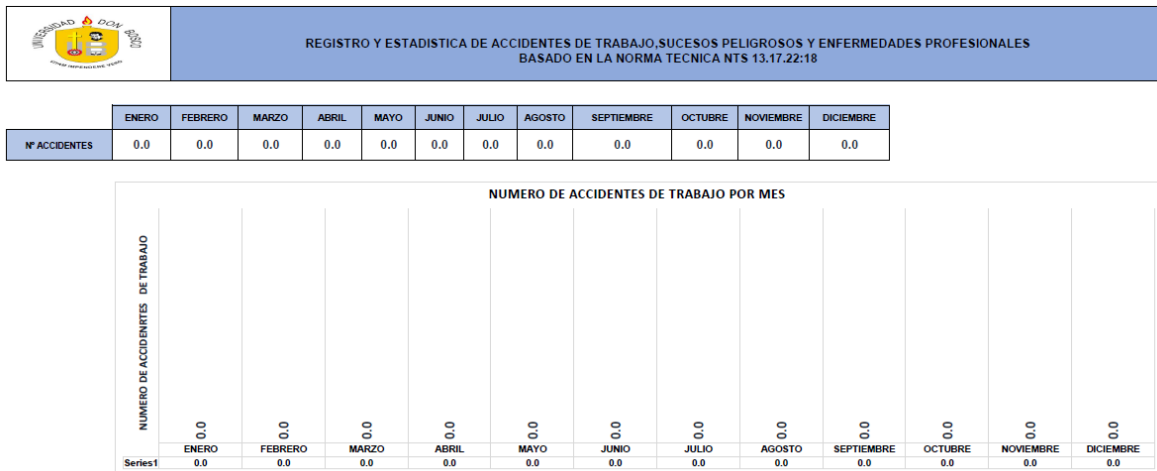 UNIVERSIDAD DON BOSCO
REGISTRO Y ESTADISTICA DE ACCIDENTES DE TRABAJO,SUCESOS PELIGROSOS Y ENFERMEDADES PROFESIONALES
BASADO EN LA NORMA TECNICA NTS 13.17.22:18
ENERO FEBRERO MARZO ABRIL MAYO JUNIO JULIO AGOSTO SEPTIEMBRE OCTUBRE NOVIEMBRE DICIEMBRE
Nº ACCIDENTES 0.0 0.0 0.0 0.0 0.0 0.0 0.0 0.0 0.0 0.0 0.0 0.0
NUMERO DE ACCIDENTES DE TRABAJO POR MES
NUMERO DE ACCIDENRTES DE TRABAJO
0.0 0.0 0.0 0.0 0.0 0.0 0.0 0.0 0.0 0.0 0.0 0.0
ENERO FEBRERO MARZO ABRIL MAYO JUNIO JULIO AGOSTO SEPTIEMBRE OCTUBRE NOVIEMBRE DICIEMBRE
Series1 0.0 0.0 0.0 0.0 0.0 0.0 0.0 0.0 0.0 0.0 0.0 0.0